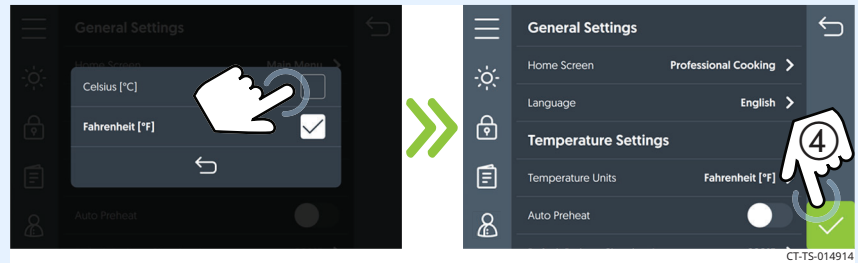 General Settings
Home Screen Main Menu
Celsius [°C]
Fahrenheit [°F]
Auto Preheat
General Settings
Home Screen Professional Cooking
Language English
Temperature Settings
Temperature Units Fahrenheit [°F]
Auto Preheat
4
CT-TS-014914